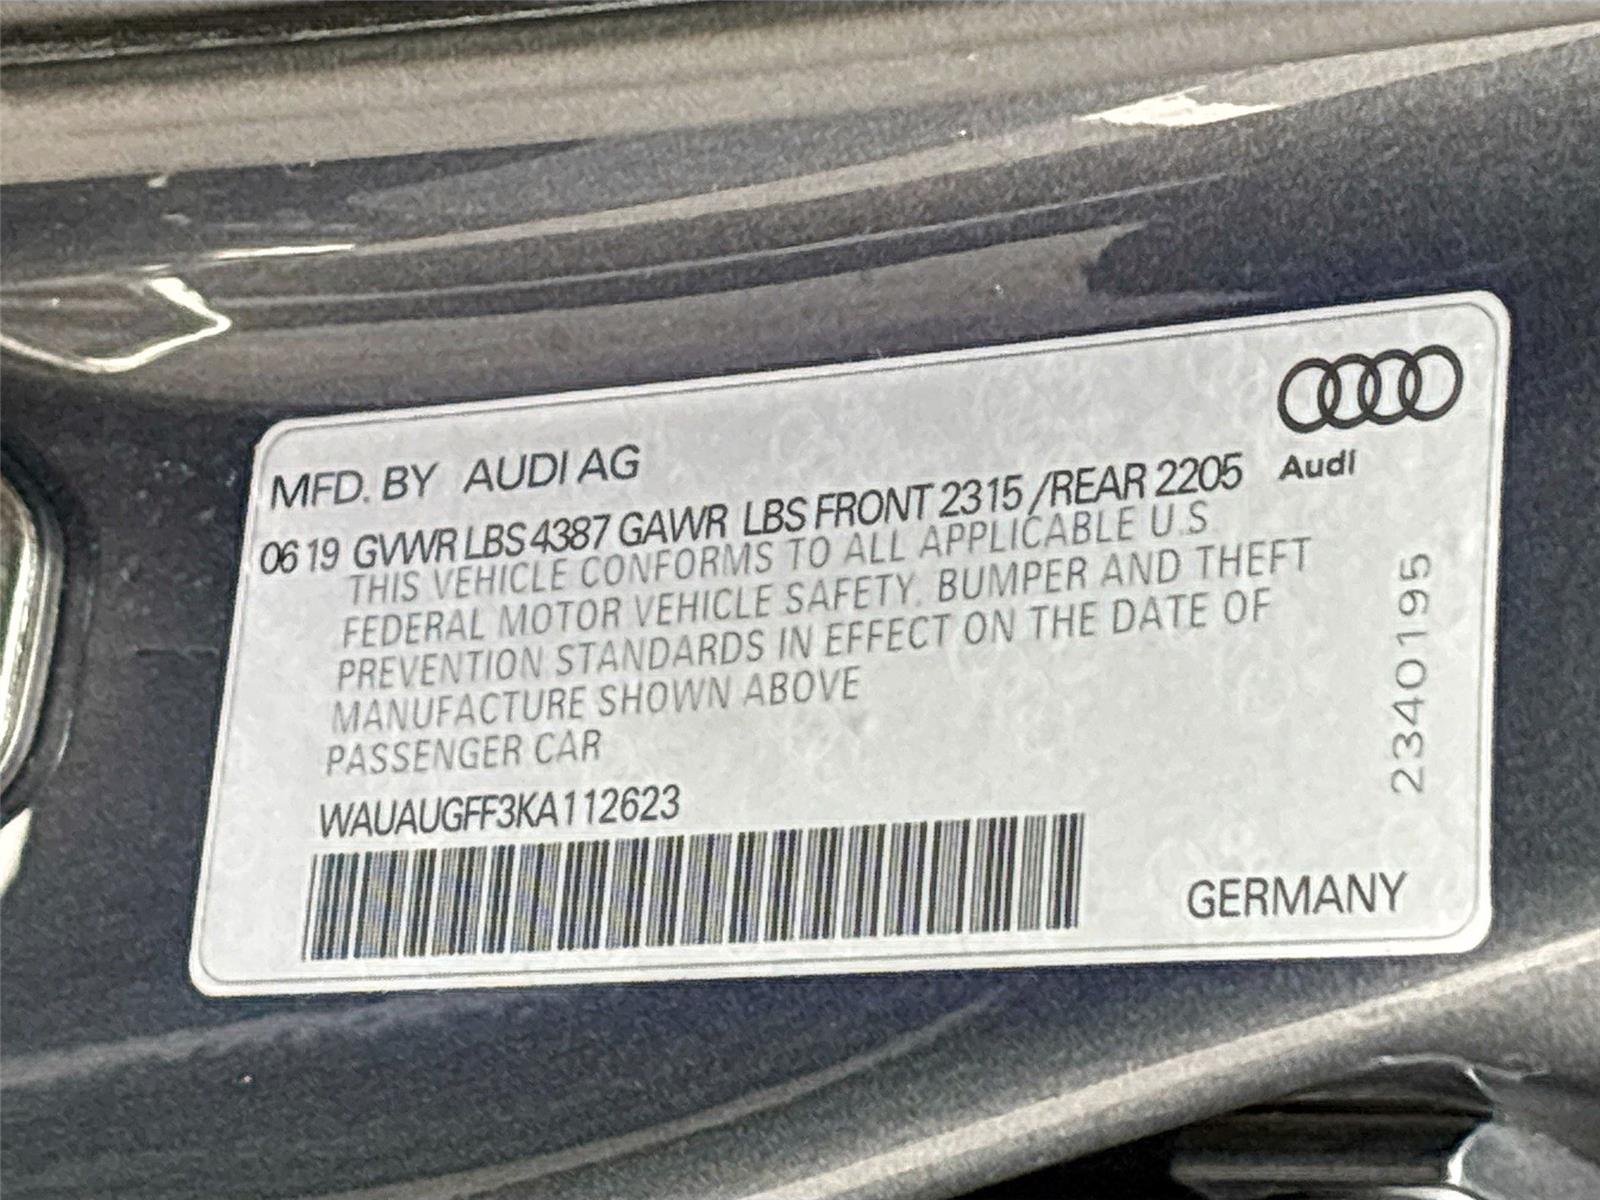 Audi
MFD. BY AUDI AG
06 19 GVWR LBS 4387 GAWR LBS FRONT 2315 /REAR 2205
THIS VEHICLE CONFORMS TO ALL APPLICABLE U.S
FEDERAL MOTOR VEHICLE SAFETY. BUMPER AND THEFT
PREVENTION STANDARDS IN EFFECT ON THE DATE OF
MANUFACTURE SHOWN ABOVE
PASSENGER CAR
WAUAUGFF3KA112623
GERMANY
2340195